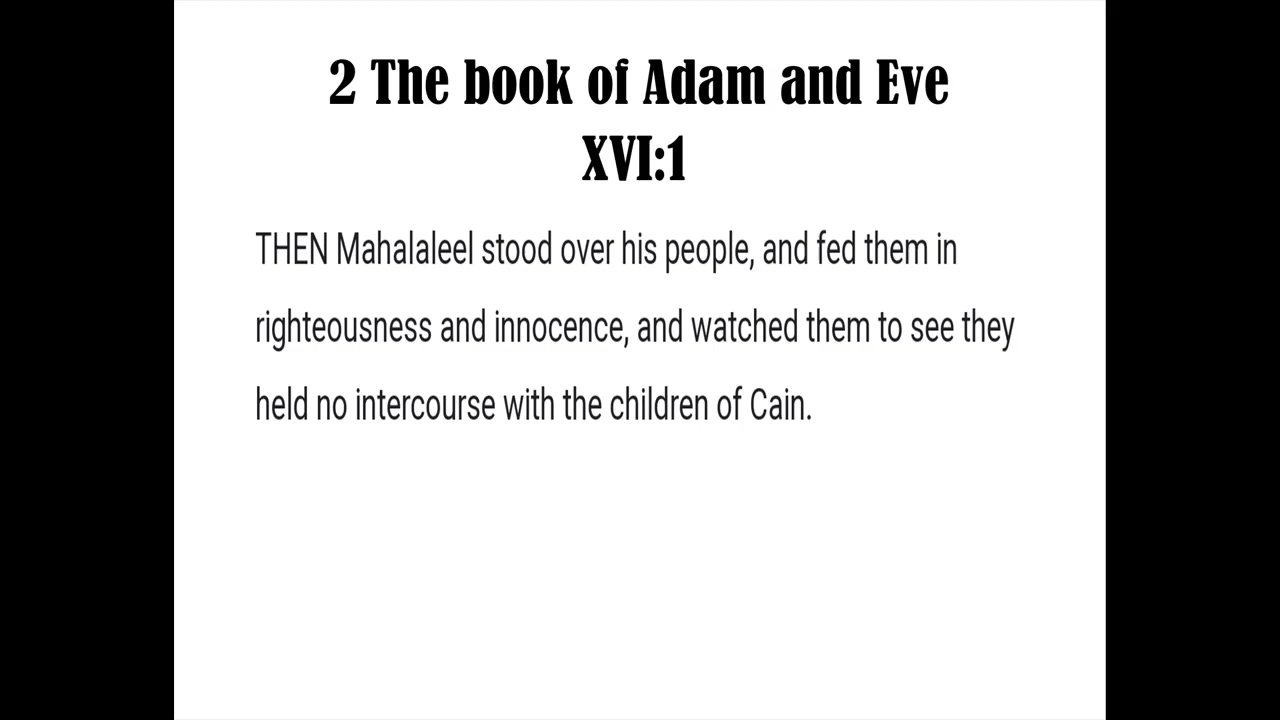 2 The book of Adam and Eve
XVI:1
THEN Mahalaleel stood over his people, and fed them in
righteousness and innocence, and watched them to see they
held no intercourse with the children of Cain.